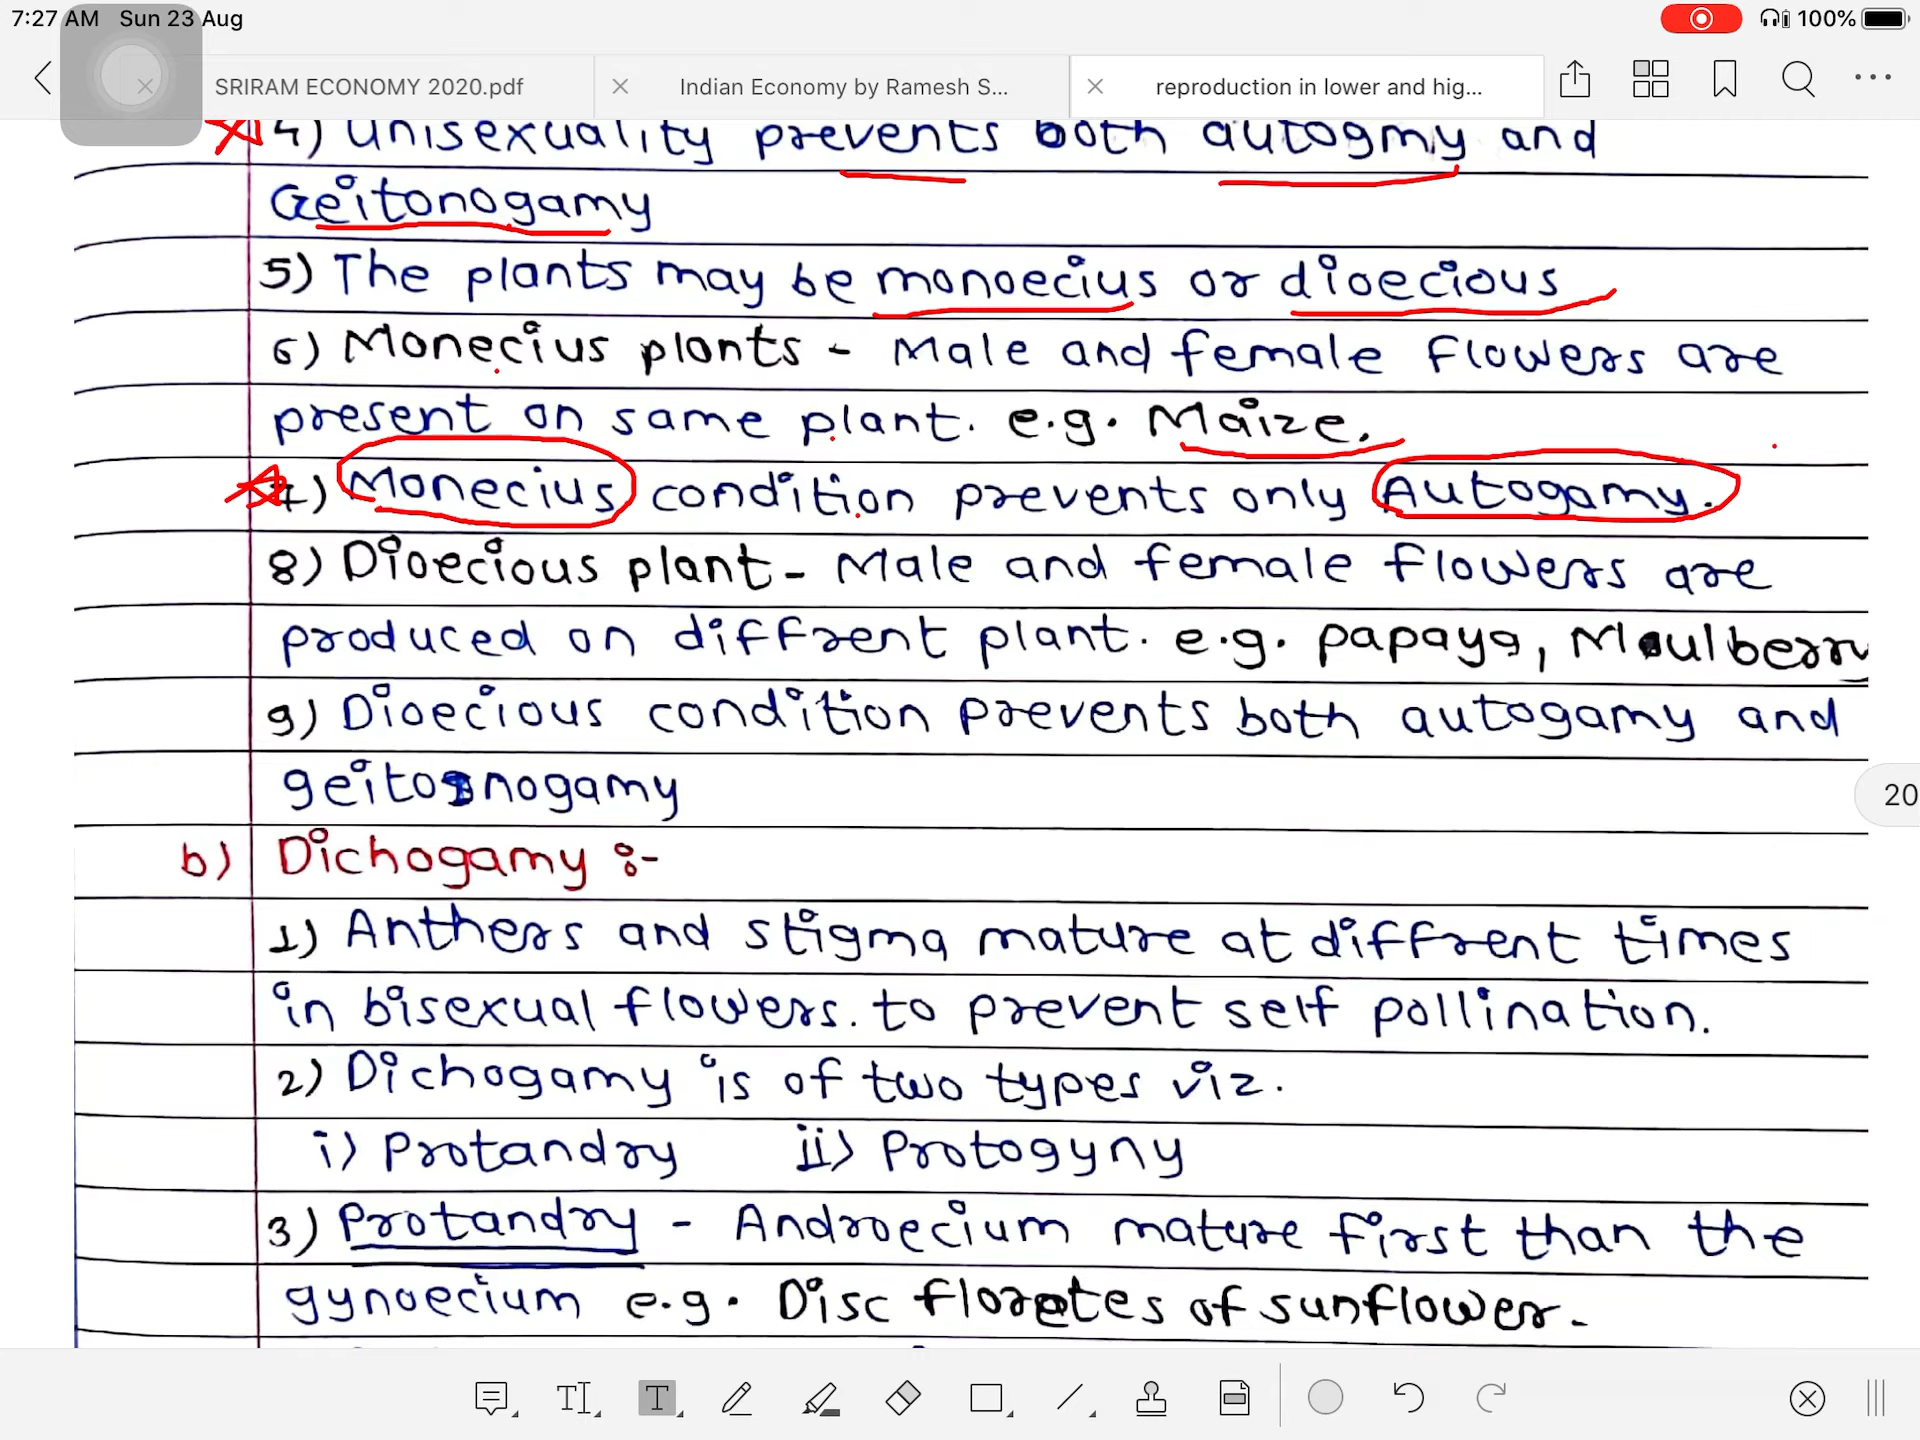 7:27 AM Sun 23 Aug 100%
SRIRAM ECONOMY 2020.pdf Indian Economy by Ramesh S... reproduction in lower and hig...
4) Unisexuality prevents both autogmy and
Geitonogamy
5) The plants may be monoecius or dioecious
6) Monecius plants - Male and female flowers are
present on same plant. e.g. Maize.
7) Monecius condition prevents only Autogamy.
8) Dioecious plant - Male and female flowers are
produced on diffrent plant. e.g. papaya, Moulberry
9) Dioecious condition prevents both autogamy and
geitonogamy
20
b) Dichogamy :-
1) Anthers and stigma mature at diffrent times
in bisexual flowers. to prevent self pollination.
2) Dichogamy is of two types viz.
i) Protandry ii) Protogyny
3) Protandry - Androecium mature first than the
gynoecium e.g. Disc floretes of sunflower.